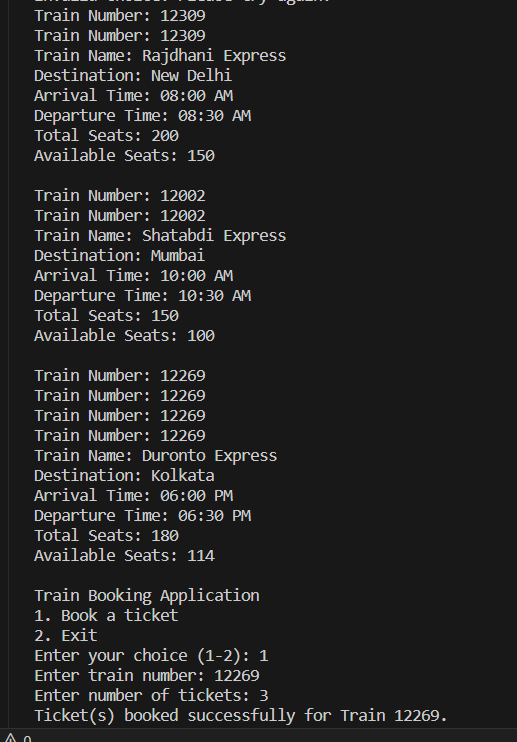 Train Number: 12309
Train Number: 12309
Train Name: Rajdhani Express
Destination: New Delhi
Arrival Time: 08:00 AM
Departure Time: 08:30 AM
Total Seats: 200
Available Seats: 150
Train Number: 12002
Train Number: 12002
Train Name: Shatabdi Express
Destination: Mumbai
Arrival Time: 10:00 AM
Departure Time: 10:30 AM
Total Seats: 150
Available Seats: 100
Train Number: 12269
Train Number: 12269
Train Number: 12269
Train Number: 12269
Train Name: Duronto Express
Destination: Kolkata
Arrival Time: 06:00 PM
Departure Time: 06:30 PM
Total Seats: 180
Available Seats: 114
Train Booking Application
1. Book a ticket
2. Exit
Enter your choice (1-2): 1
Enter train number: 12269
Enter number of tickets: 3
Ticket(s) booked successfully for Train 12269.